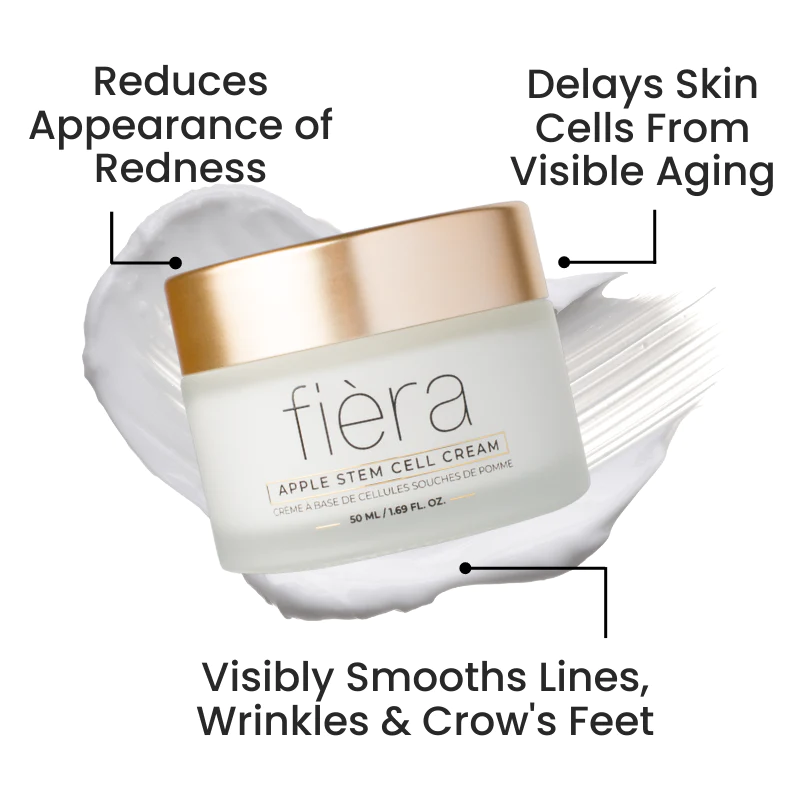 Reduces
Appearance of
Redness
Delays Skin
Cells From
Visible Aging
fièra
APPLE STEM CELL CREAM
CRÈME À BASE DE CELLULES SOUCHES DE POMME
50 ML / 1.69 FL. OZ.
Visibly Smooths Lines,
Wrinkles & Crow's Feet